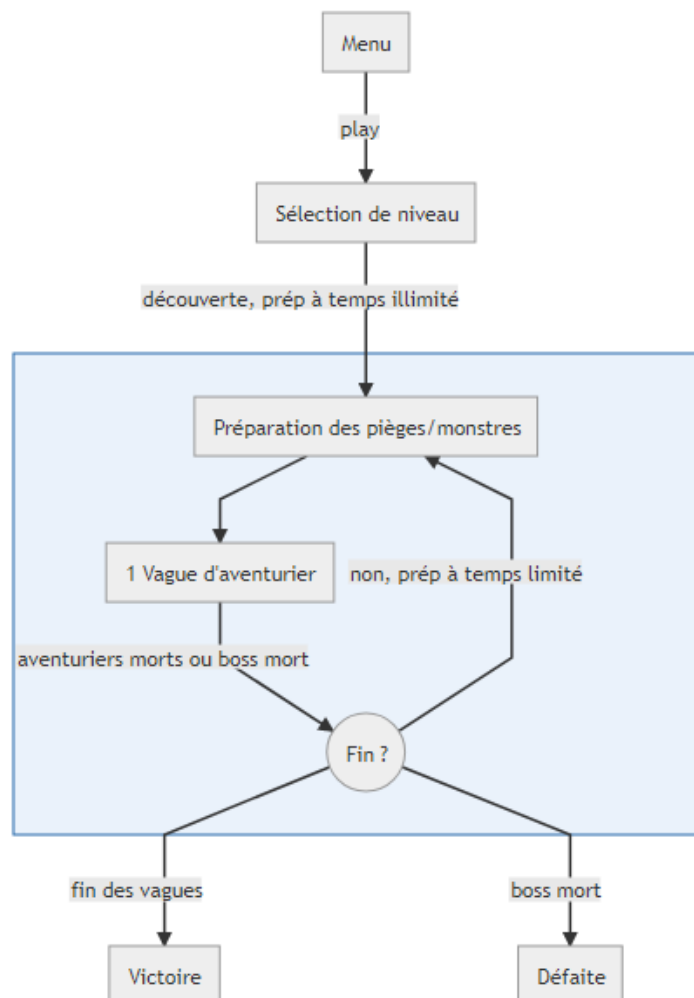 Menu
play
Sélection de niveau
découverte, prép à temps illimité
Préparation des pièges/monstres
1 Vague d'aventurier
non, prép à temps limité
aventuriers morts ou boss mort
Fin ?
fin des vagues
boss mort
Victoire
Défaite